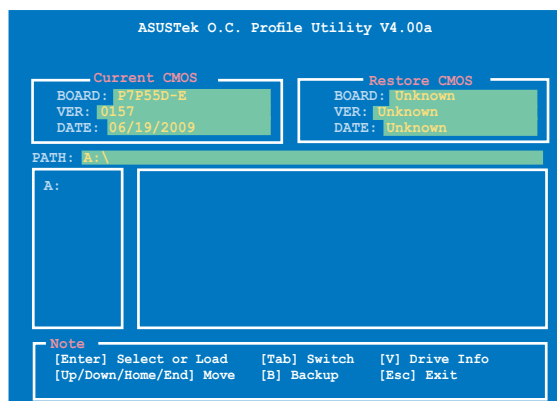 ASUSTek O.C. Profile Utility V4.00a
Current CMOS
BOARD: P7P55D-E
VER: 0157
DATE: 06/19/2009
Restore CMOS
BOARD: Unknown
VER: Unknown
DATE: Unknown
PATH: A:\
A:
Note
[Enter] Select or Load [Tab] Switch [V] Drive Info
[Up/Down/Home/End] Move [B] Backup [Esc] Exit